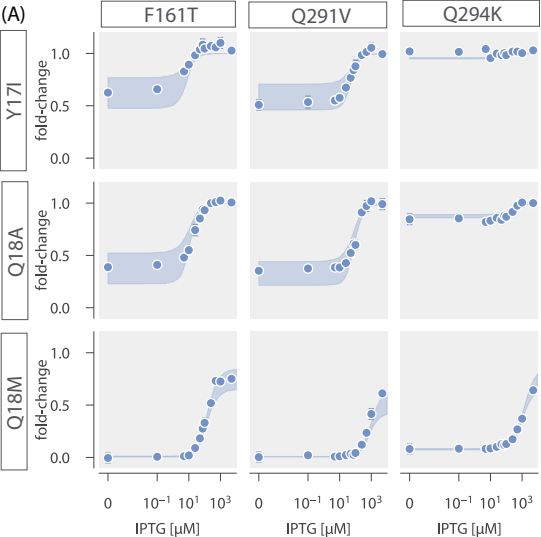 (A)
F161T Q291V Q294K
Y17I
fold-change
1.0
0.5
0.0
Q18A
fold-change
1.0
0.5
0.0
Q18M
fold-change
1.0
0.5
0.0
0 10⁻¹ 10¹ 10³ 0 10⁻¹ 10¹ 10³ 0 10⁻¹ 10¹ 10³
IPTG [µM] IPTG [µM] IPTG [µM]